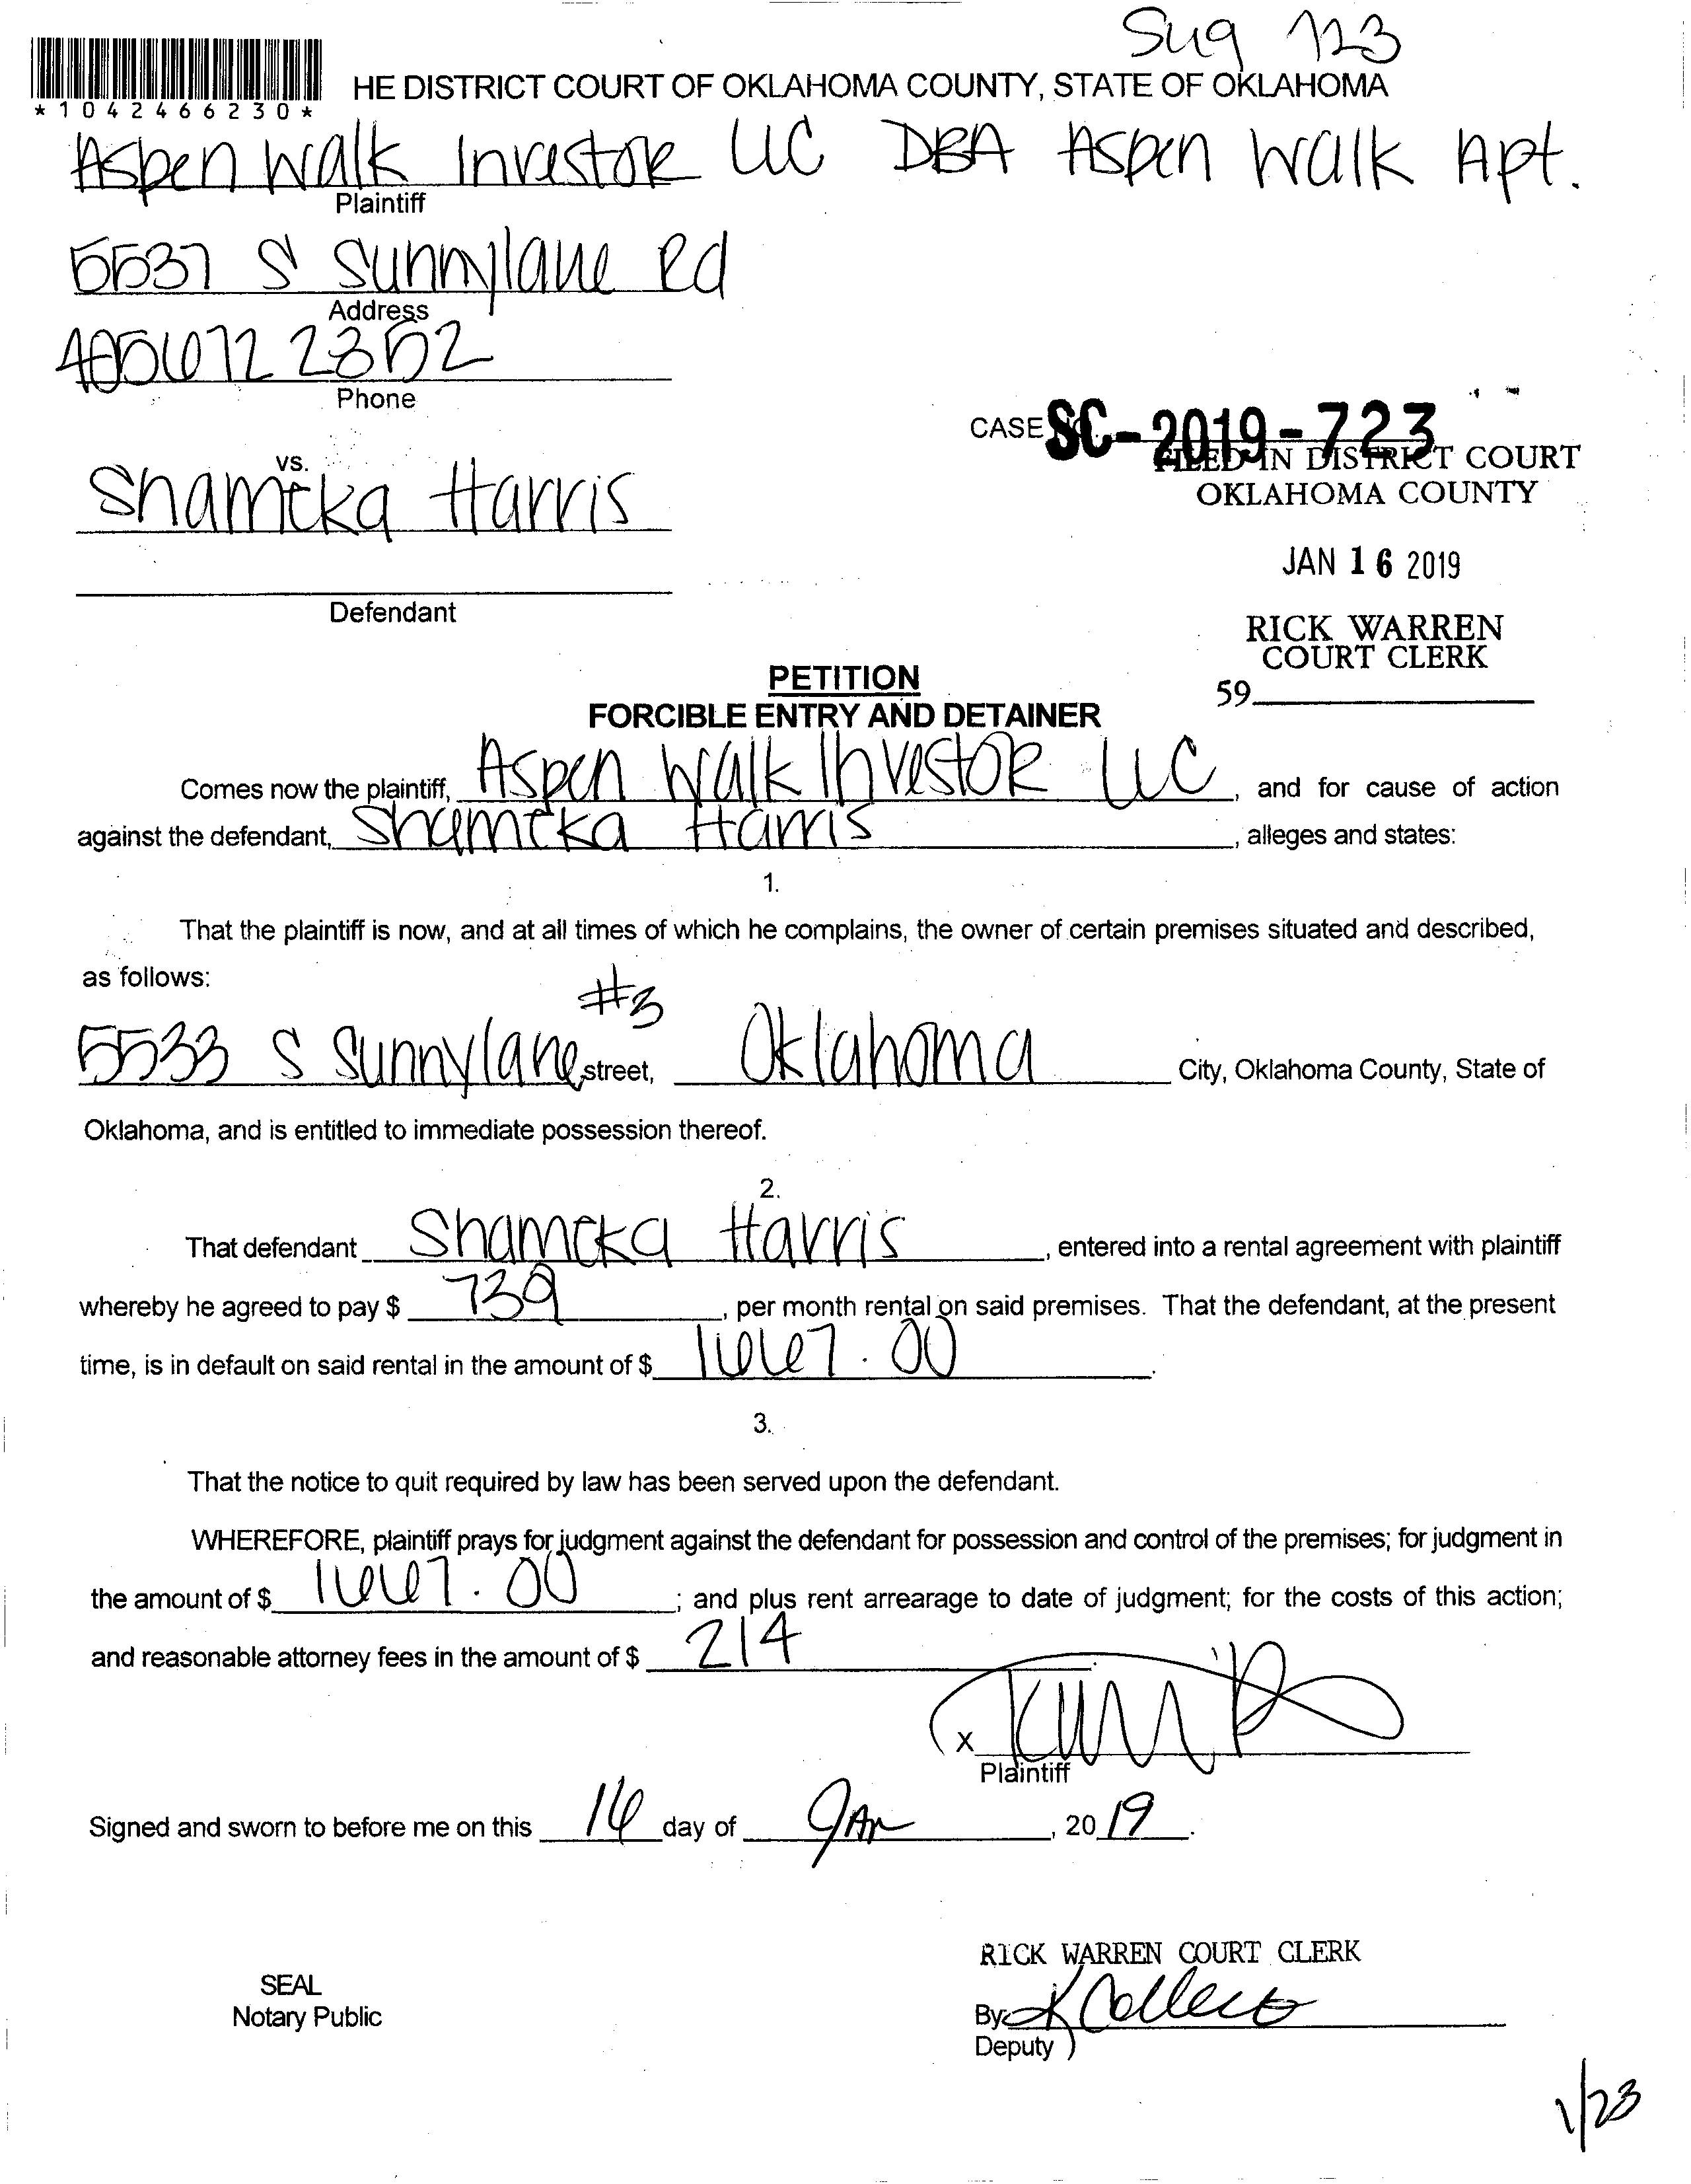 Sug 123
HE DISTRICT COURT OF OKLAHOMA COUNTY, STATE OF OKLAHOMA
*1042466230*
Aspen Walk Investor LLC DBA Aspen Walk Apt.
Plaintiff
5537 S Sunnylane Rd
Address
405 672 2352
Phone
CASE NO. SC-2019-723
FILED IN DISTRICT COURT
OKLAHOMA COUNTY
vs.
Shameka Harris
JAN 16 2019
Defendant
RICK WARREN
COURT CLERK
59
PETITION
FORCIBLE ENTRY AND DETAINER
Comes now the plaintiff, Aspen Walk Investor LLC, and for cause of action
against the defendant, Shameka Harris, alleges and states:
1.
That the plaintiff is now, and at all times of which he complains, the owner of certain premises situated and described,
as follows:
#3
5533 S Sunnylane street, Oklahoma City, Oklahoma County, State of
Oklahoma, and is entitled to immediate possession thereof.
2.
That defendant Shameka Harris, entered into a rental agreement with plaintiff
whereby he agreed to pay $ 739, per month rental on said premises. That the defendant, at the present
time, is in default on said rental in the amount of $ 1667.00.
3.
That the notice to quit required by law has been served upon the defendant.
WHEREFORE, plaintiff prays for judgment against the defendant for possession and control of the premises; for judgment in
the amount of $ 1667.00; and plus rent arrearage to date of judgment; for the costs of this action;
and reasonable attorney fees in the amount of $ 214.
x
Plaintiff
Signed and sworn to before me on this 16 day of Jan, 2019.
RICK WARREN COURT CLERK
SEAL
Notary Public
By
Deputy
1/23